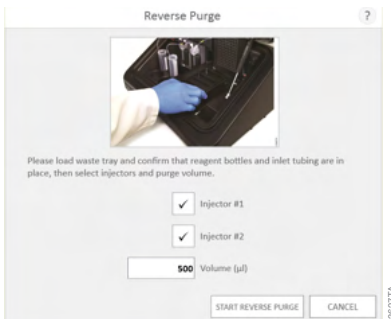 Reverse Purge
?
Please load waste tray and confirm that reagent bottles and inlet tubing are in
place, then select injectors and purge volume.
✓ Injector #1
✓ Injector #2
500 Volume (µl)
START REVERSE PURGE CANCEL